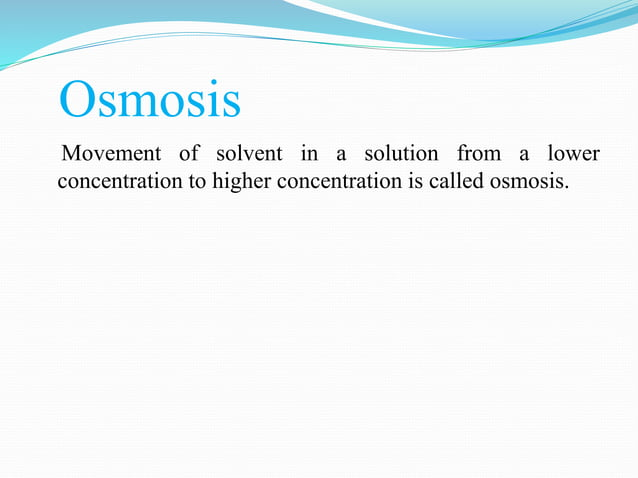 Osmosis
Movement of solvent in a solution from a lower
concentration to higher concentration is called osmosis.